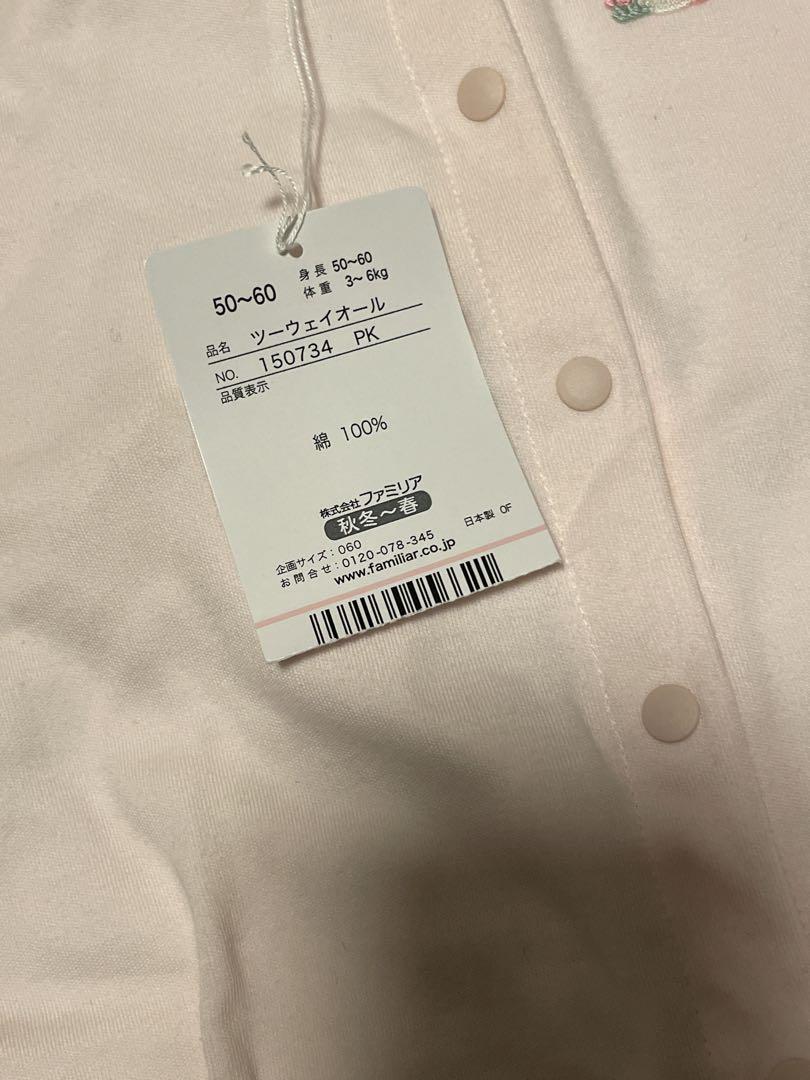 50~60
身長 50~60
体重 3~6kg
品名 ツーウェイオール
NO. 150734 PK
品質表示
綿 100%
株式会社ファミリア
秋冬~春
企画サイズ:060
お問合せ:0120-078-345
日本製 OF
www.familiar.co.jp